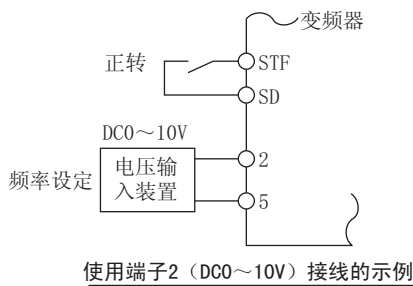 变频器
正转
STF
SD
DC0～10V
频率设定
电压输
入装置
2
5
使用端子2（DC0～10V）接线的示例